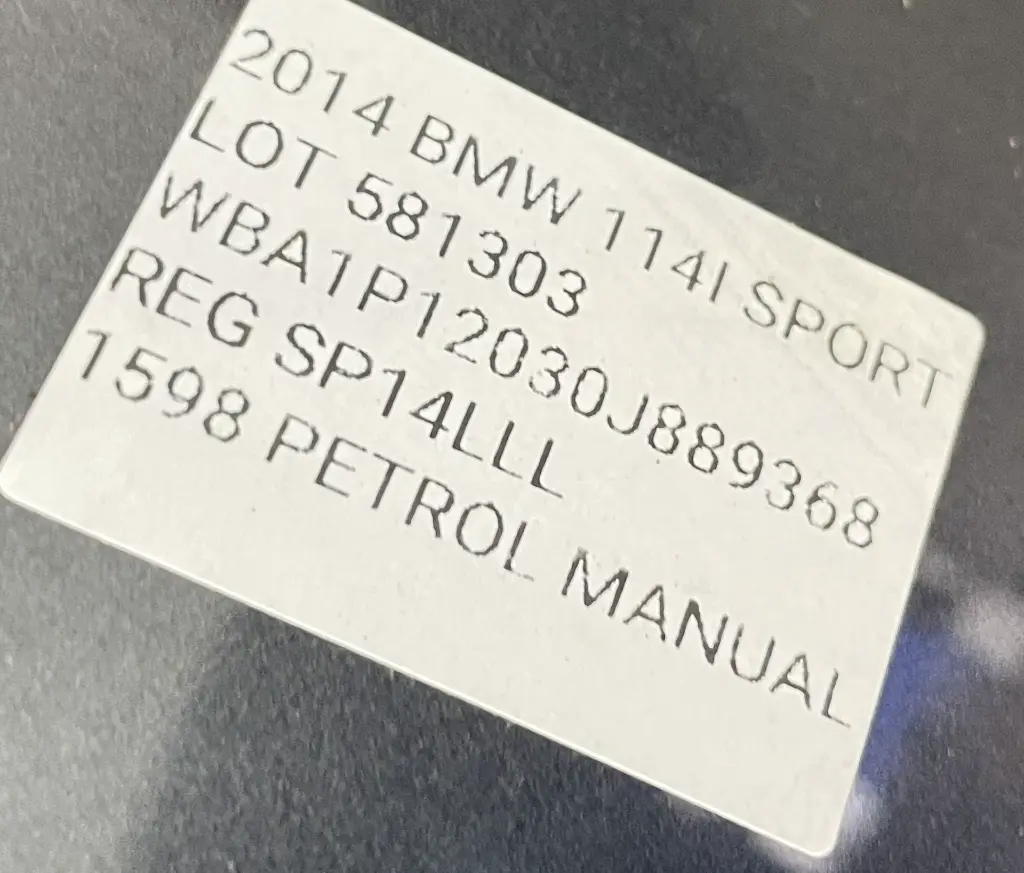 2014 BMW 114I SPORT
LOT 581303
WBA1P12030J889368
REG SP14LLL
1598 PETROL MANUAL